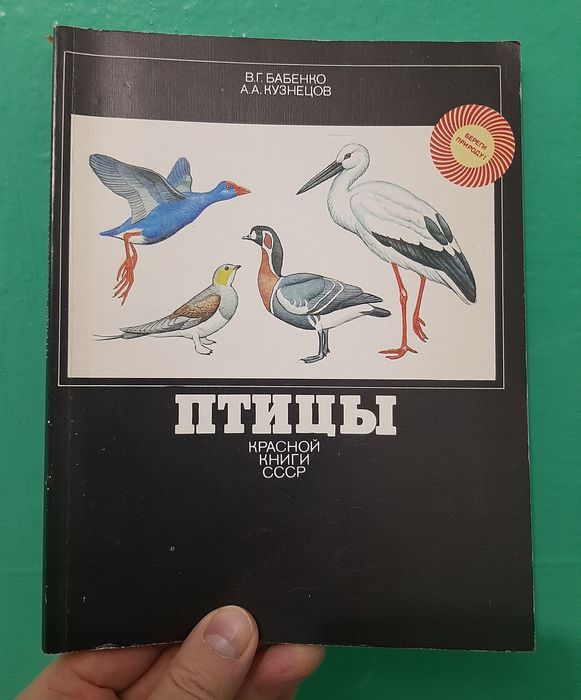 В.Г. БАБЕНКО
А.А. КУЗНЕЦОВ
БЕРЕГИ
ПРИРОДУ!
ПТИЦЫ
КРАСНОЙ
КНИГИ
СССР